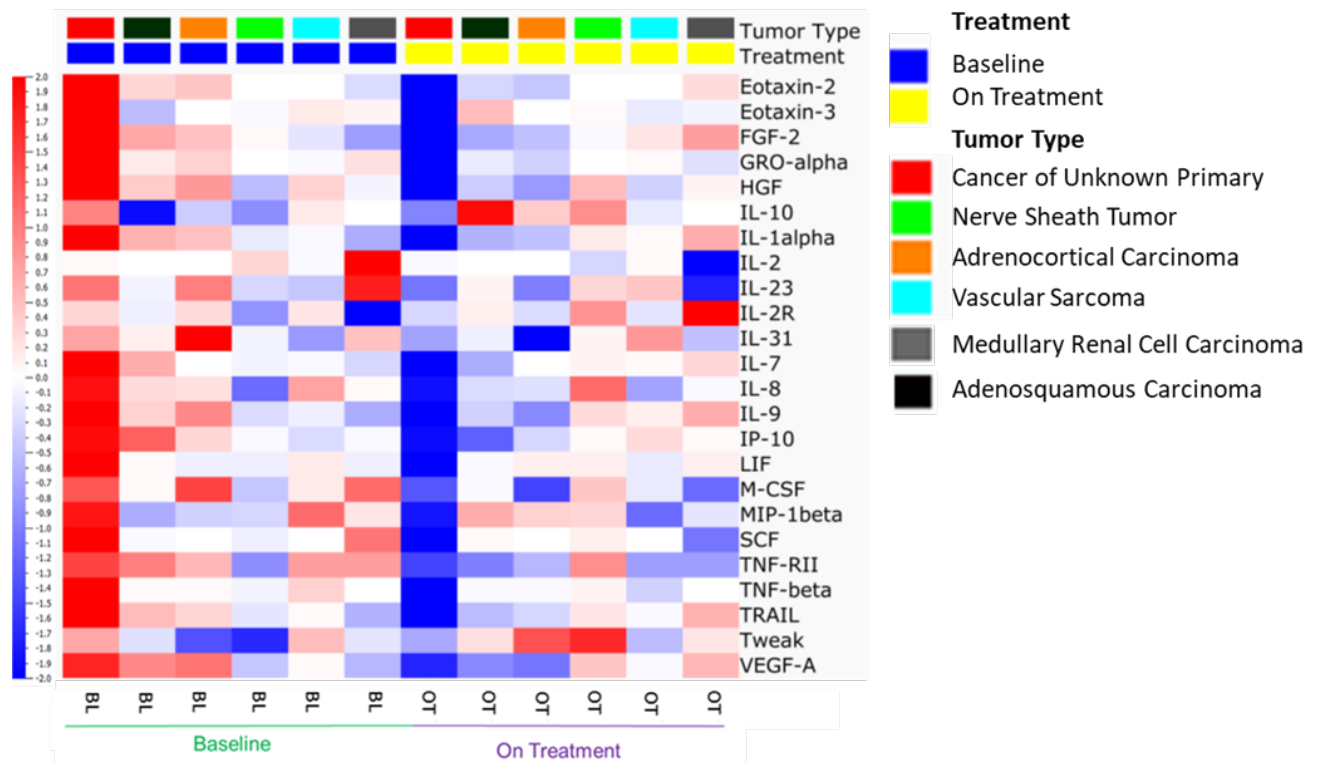 Tumor Type
Treatment
2.0
1.9
1.8
1.7
1.6
1.5
1.4
1.3
1.2
1.1
1.0
0.9
0.8
0.7
0.6
0.5
0.4
0.3
0.2
0.1
0.0
-0.1
-0.2
-0.3
-0.4
-0.5
-0.6
-0.7
-0.8
-0.9
-1.0
-1.1
-1.2
-1.3
-1.4
-1.5
-1.6
-1.7
-1.8
-1.9
-2.0
Eotaxin-2
Eotaxin-3
FGF-2
GRO-alpha
HGF
IL-10
IL-1alpha
IL-2
IL-23
IL-2R
IL-31
IL-7
IL-8
IL-9
IP-10
LIF
M-CSF
MIP-1beta
SCF
TNF-RII
TNF-beta
TRAIL
Tweak
VEGF-A
BL BL BL BL BL BL OT OT OT OT OT OT
Baseline
On Treatment
Treatment
Baseline
On Treatment
Tumor Type
Cancer of Unknown Primary
Nerve Sheath Tumor
Adrenocortical Carcinoma
Vascular Sarcoma
Medullary Renal Cell Carcinoma
Adenosquamous Carcinoma